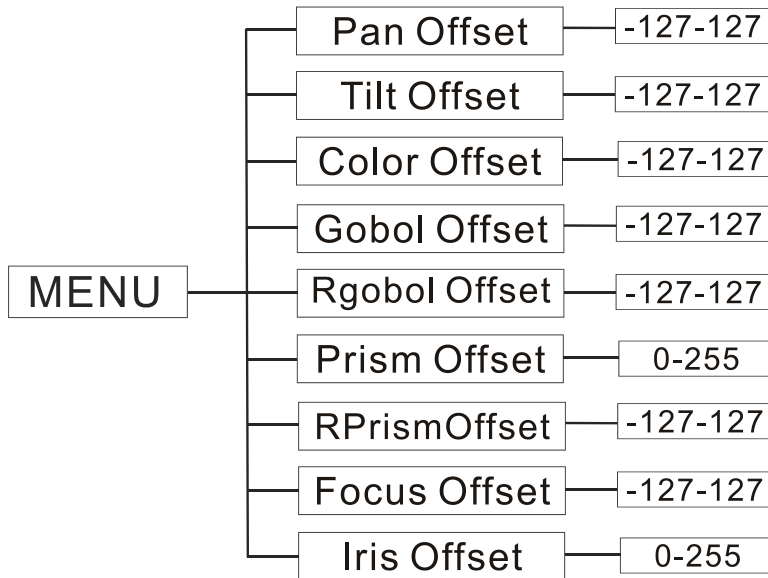 Pan Offset -127-127
Tilt Offset -127-127
Color Offset -127-127
Gobol Offset -127-127
MENU
Rgobol Offset -127-127
Prism Offset 0-255
RPrismOffset -127-127
Focus Offset -127-127
Iris Offset 0-255